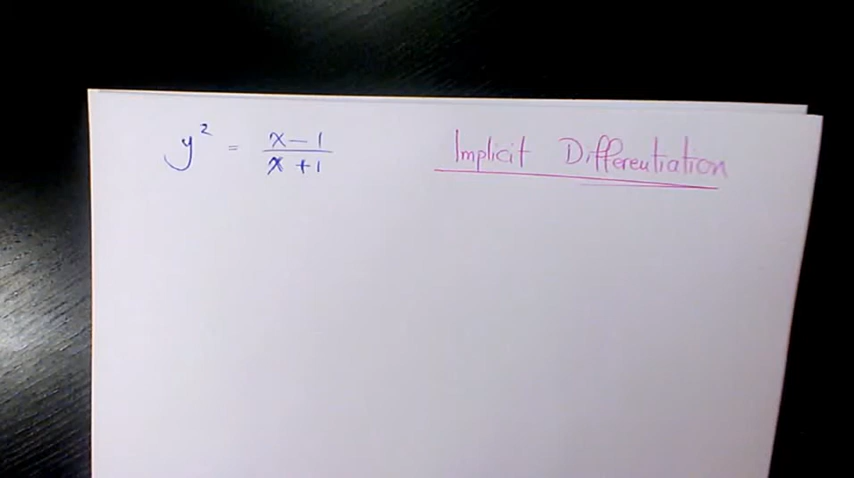 y² = (x-1)/(x+1)
Implicit Differentiation